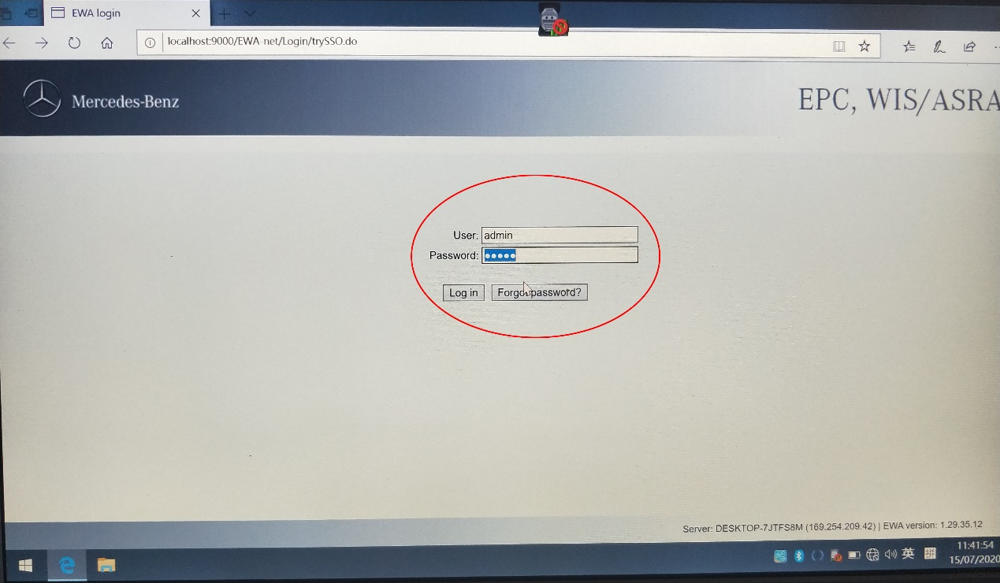 EWA login
localhost:9000/EWA-net/Login/trySSO.do
Mercedes-Benz
EPC, WIS/ASRA
User: admin
Password: •••••
Log in
Forgot password?
Server: DESKTOP-7JTFS8M (169.254.209.42) | EWA version: 1.29.35.12
英 拼
11:41:54
15/07/2020